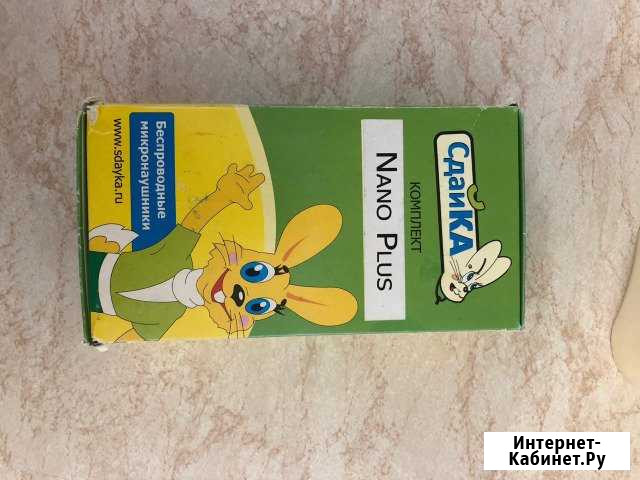 СдайКА
КОМПЛЕКТ
NANO PLUS
Беспроводные
микронаушники
www.sdayka.ru
Интернет-
Кабинет.Ру